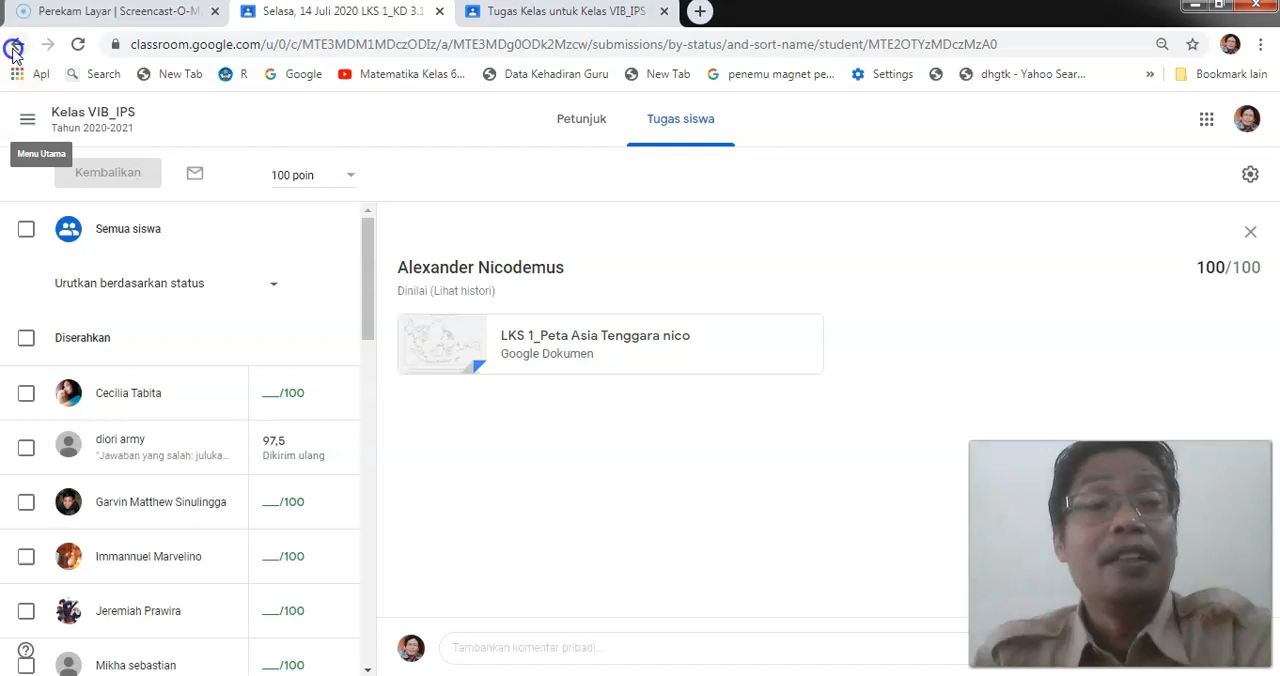 Perekam Layar | Screencast-O-M
Selasa, 14 Juli 2020 LKS 1_KD 3.1
Tugas Kelas untuk Kelas VIB_IPS
classroom.google.com/u/0/c/MTE3MDM1MDczODIz/a/MTE3MDg0ODk2Mzcw/submissions/by-status/and-sort-name/student/MTE2OTYzMDczMzA0
Apl
Search
New Tab
R
Google
Matematika Kelas 6...
Data Kehadiran Guru
New Tab
penemu magnet pe...
Settings
dhgtk - Yahoo Sear...
»
Bookmark lain
Kelas VIB_IPS
Tahun 2020-2021
Petunjuk
Tugas siswa
Menu Utama
Kembalikan
100 poin
Semua siswa
Urutkan berdasarkan status
Diserahkan
Cecilia Tabita
___/100
diori army
"Jawaban yang salah: juluka...
97,5
Dikirim ulang
Garvin Matthew Sinulingga
___/100
Immannuel Marvelino
___/100
Jeremiah Prawira
___/100
Mikha sebastian
___/100
Alexander Nicodemus
100/100
Dinilai (Lihat histori)
LKS 1_Peta Asia Tenggara nico
Google Dokumen
Tambahkan komentar pribadi...